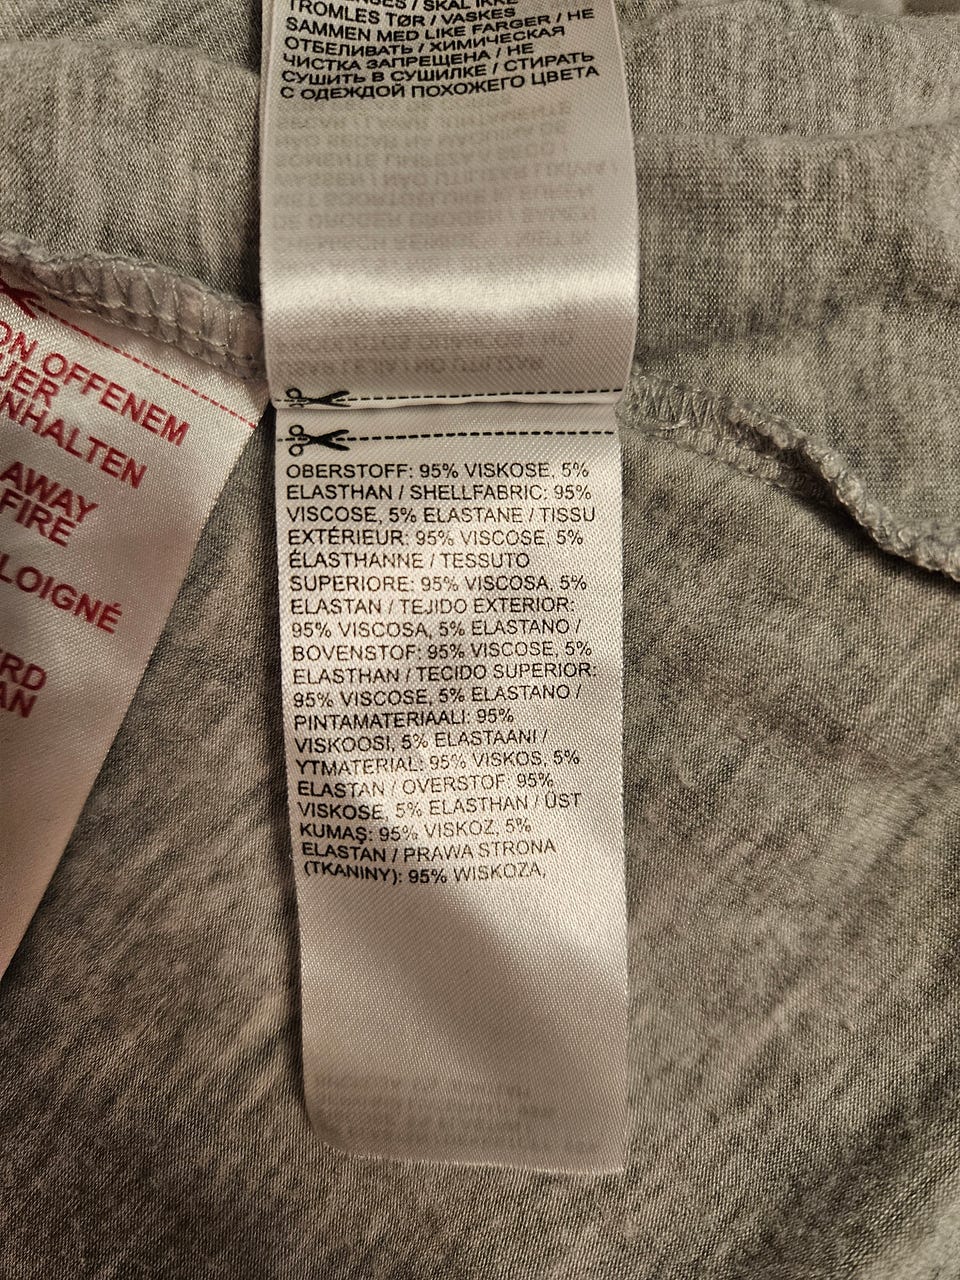 TROMLES TØR / VASKES
SAMMEN MED LIKE FARGER / НЕ
ОТБЕЛИВАТЬ / ХИМИЧЕСКАЯ
ЧИСТКА ЗАПРЕЩЕНА / НЕ
СУШИТЬ В СУШИЛКЕ / СТИРАТЬ
С ОДЕЖДОЙ ПОХОЖЕГО ЦВЕТА
OBERSTOFF: 95% VISKOSE, 5%
ELASTHAN / SHELLFABRIC: 95%
VISCOSE, 5% ELASTANE / TISSU
EXTÉRIEUR: 95% VISCOSE, 5%
ÉLASTHANNE / TESSUTO
SUPERIORE: 95% VISCOSA, 5%
ELASTAN / TEJIDO EXTERIOR:
95% VISCOSA, 5% ELASTANO /
BOVENSTOF: 95% VISCOSE, 5%
ELASTHAN / TECIDO SUPERIOR:
95% VISCOSE, 5% ELASTANO /
PINTAMATERIAALI: 95%
VISKOOSI, 5% ELASTAANI /
YTMATERIAL: 95% VISKOS, 5%
ELASTAN / OVERSTOF: 95%
VISKOSE, 5% ELASTHAN / ÜST
KUMAŞ: 95% VISKOZ, 5%
ELASTAN / PRAWA STRONA
(TKANINY): 95% WISKOZA,
ON OFFENEM
UER
NHALTEN
AWAY
FIRE
LOIGNÉ
ERD
AN